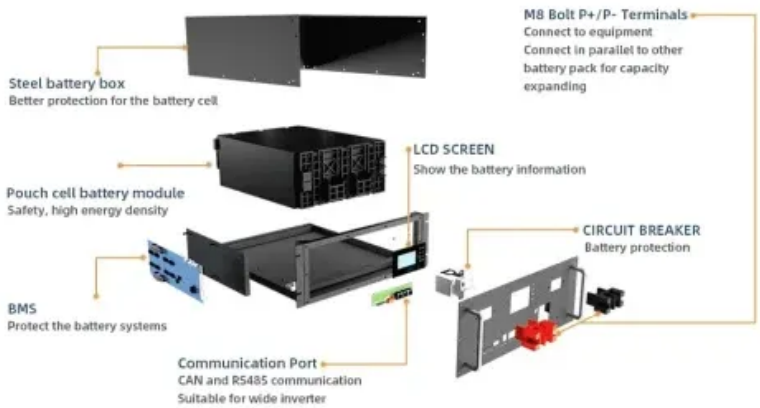 M8 Bolt P+/P- Terminals
Connect to equipment
Connect in parallel to other
battery pack for capacity
expanding
Steel battery box
Better protection for the battery cell
LCD SCREEN
Show the battery information
Pouch cell battery module
Safety, high energy density
CIRCUIT BREAKER
Battery protection
BMS
Protect the battery systems
Communication Port
CAN and RS485 communication
Suitable for wide inverter